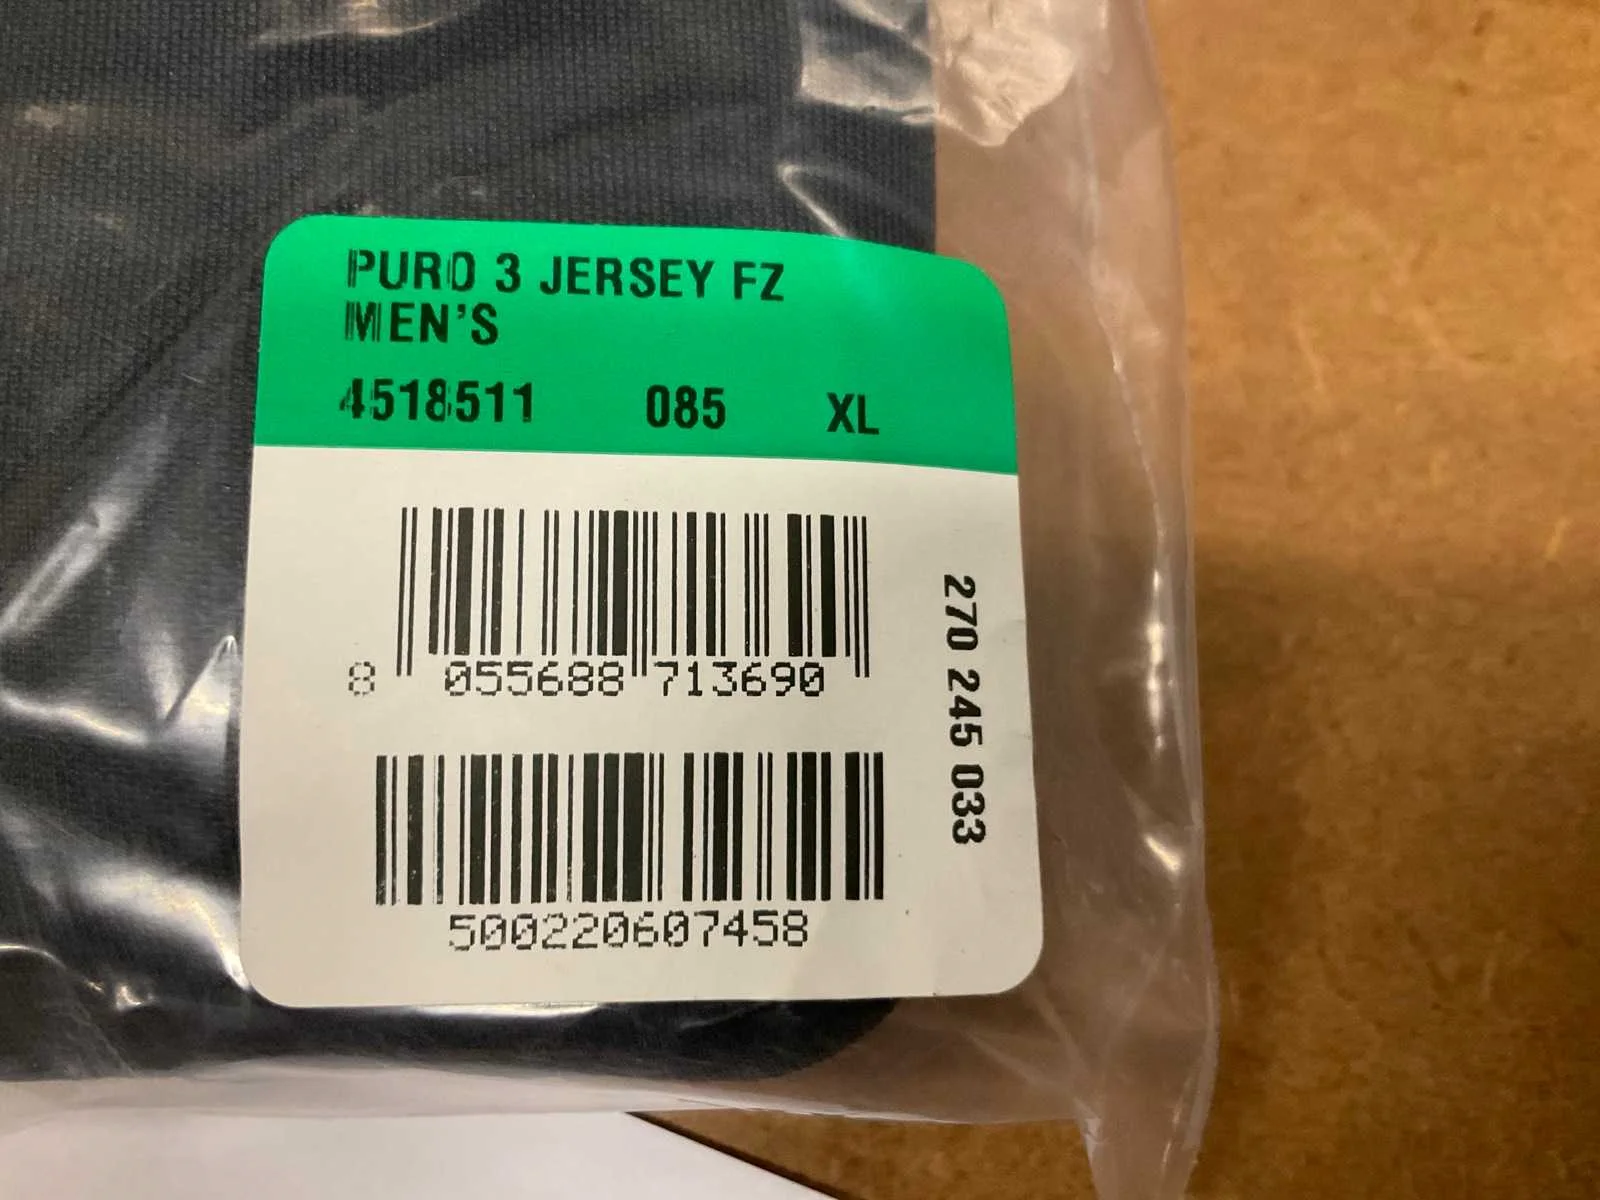 PURO 3 JERSEY FZ
MEN'S
4518511 085 XL
8 055688 713690
270 245 033
500220607458